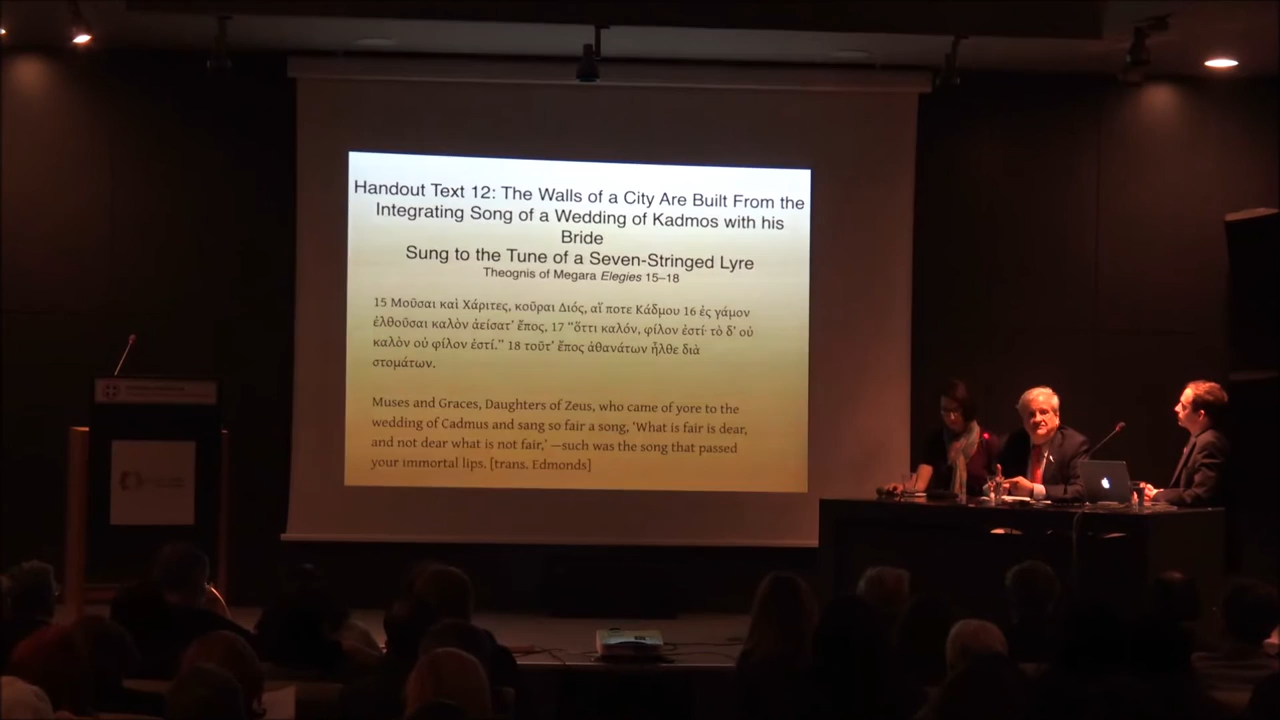 Handout Text 12: The Walls of a City Are Built From the
Integrating Song of a Wedding of Kadmos with his
Bride
Sung to the Tune of a Seven-Stringed Lyre
Theognis of Megara Elegies 15–18
15 Μοῦσαι καὶ Χάριτες, κοῦραι Διός, αἵ ποτε Κάδμου 16 ἐς γάμον
ἐλθοῦσαι καλὸν ἀείσατ’ ἔπος, 17 “ὅττι καλόν, φίλον ἐστί· τὸ δ’ οὐ
καλὸν οὐ φίλον ἐστί.” 18 τοῦτ’ ἔπος ἀθανάτων ἦλθε διὰ
στομάτων.
Muses and Graces, Daughters of Zeus, who came of yore to the
wedding of Cadmus and sang so fair a song, ‘What is fair is dear,
and not dear what is not fair,’ —such was the song that passed
your immortal lips. [trans. Edmonds]